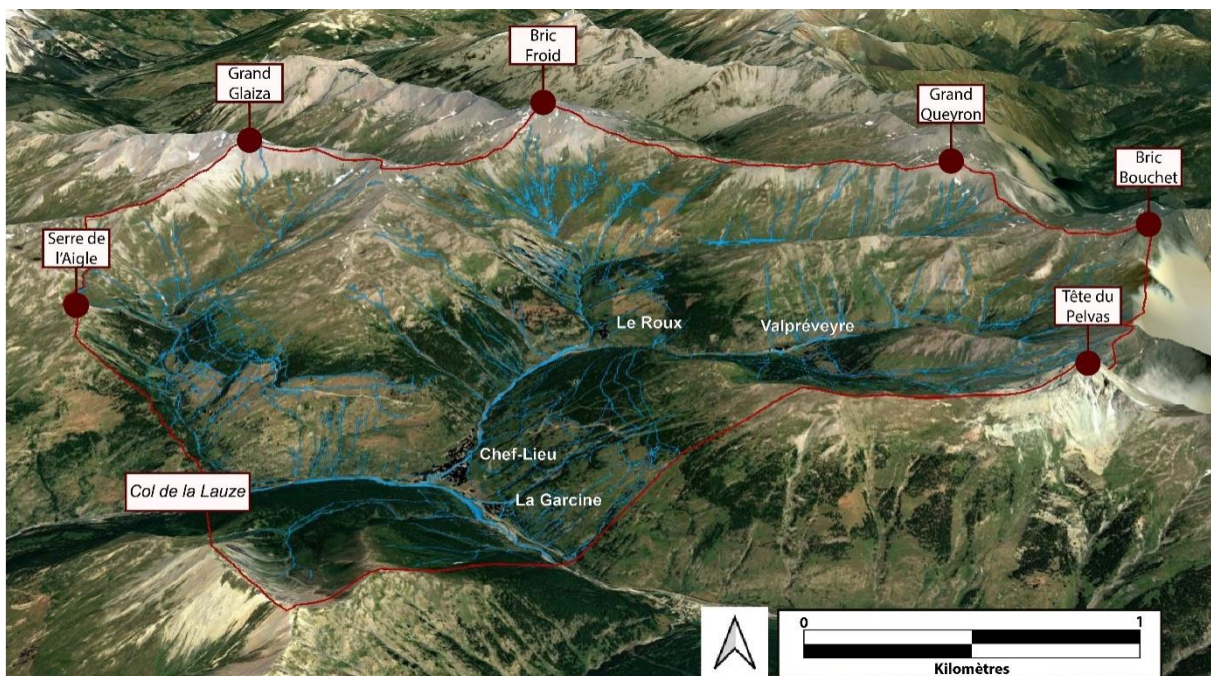 Bric
Froid
Grand
Glaiza
Grand
Queyron
Bric
Bouchet
Serre de
l'Aigle
Tête du
Pelvas
Le Roux
Valpréveyre
Chef-Lieu
Col de la Lauze
La Garcine
0
1
Kilomètres